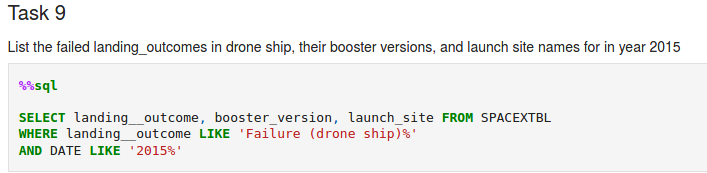 Task 9
List the failed landing_outcomes in drone ship, their booster versions, and launch site names for in year 2015
%%sql
SELECT landing__outcome, booster_version, launch_site FROM SPACEXTBL
WHERE landing__outcome LIKE 'Failure (drone ship)%'
AND DATE LIKE '2015%'